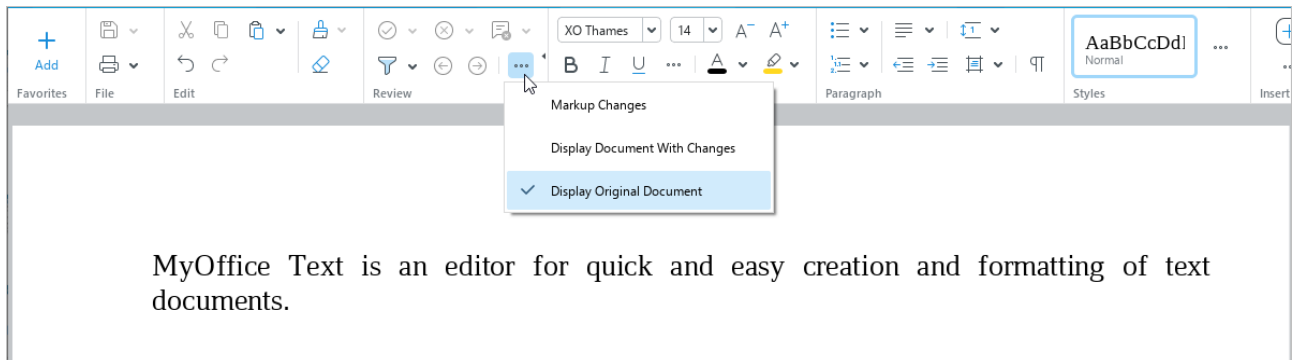 XO Thames
14
AaBbCcDd
Normal
Add
Favorites
File
Edit
Review
Paragraph
Styles
Insert
Markup Changes
Display Document With Changes
Display Original Document
MyOffice Text is an editor for quick and easy creation and formatting of text
documents.